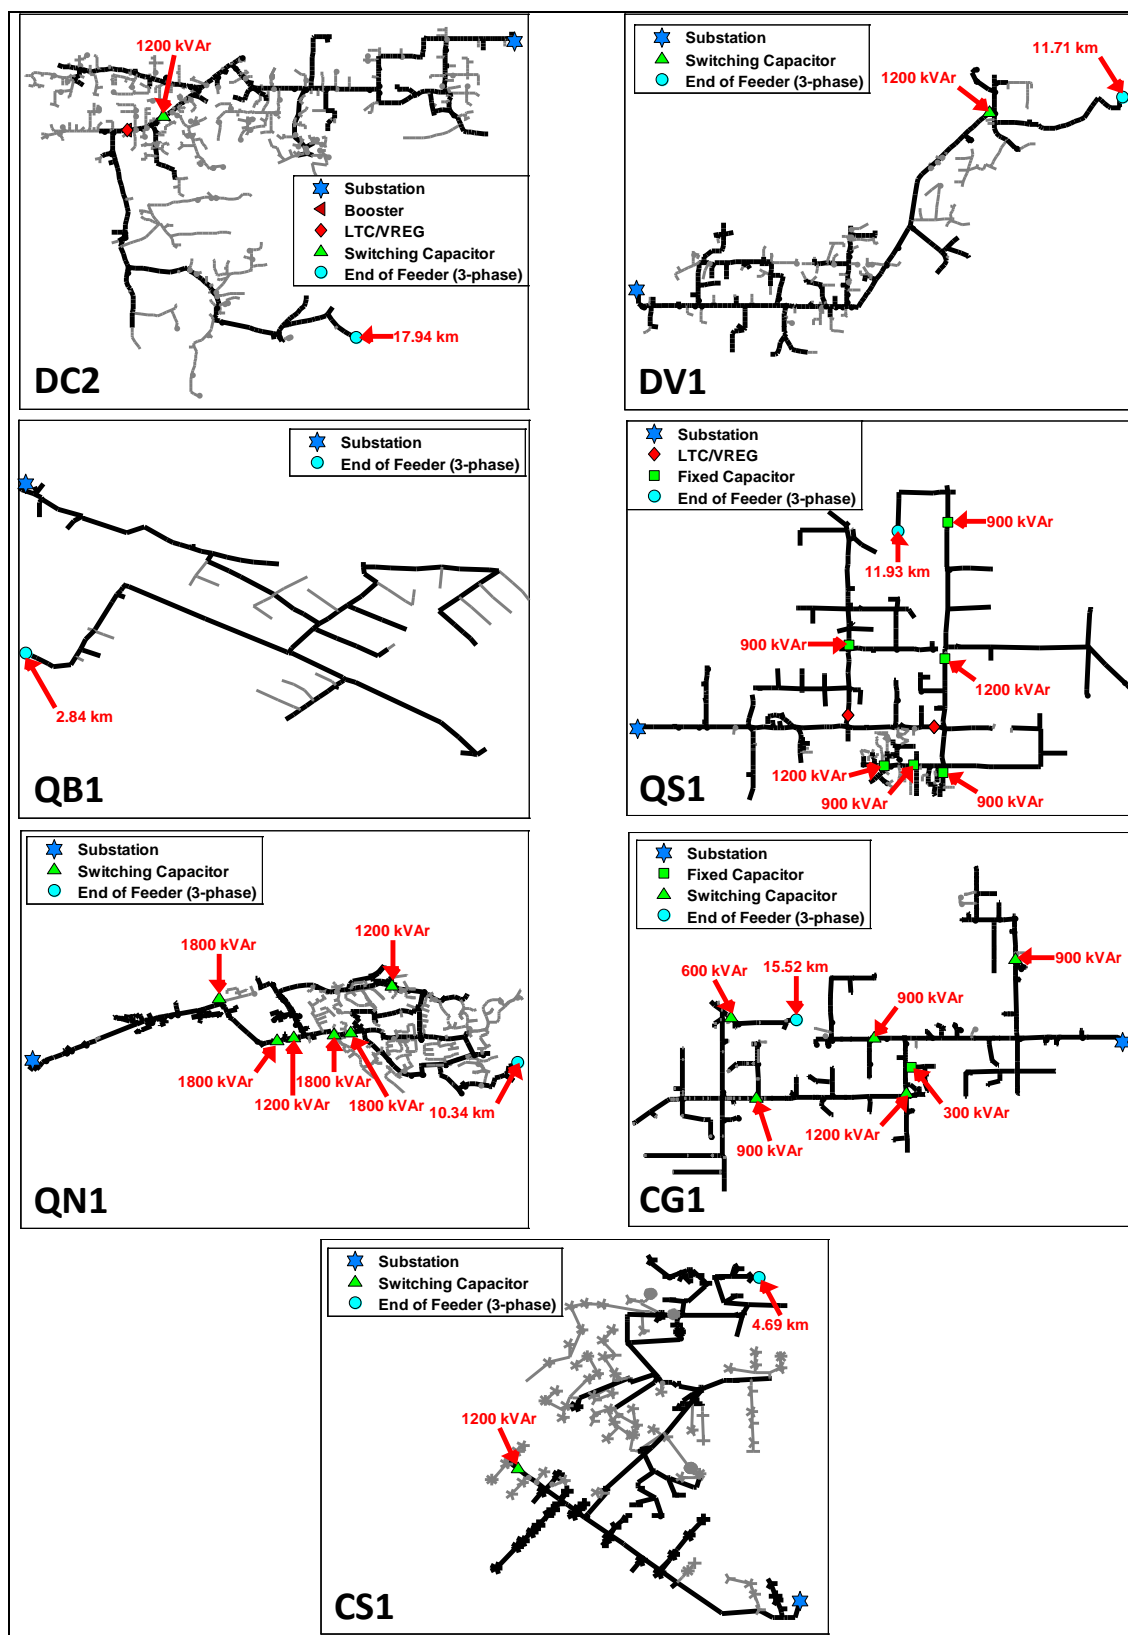 1200 kVAr
Substation
Booster
LTC/VREG
Switching Capacitor
End of Feeder (3-phase)
17.94 km
DC2
Substation
Switching Capacitor
End of Feeder (3-phase)
11.71 km
1200 kVAr
DV1
Substation
End of Feeder (3-phase)
2.84 km
QB1
Substation
LTC/VREG
Fixed Capacitor
End of Feeder (3-phase)
900 kVAr
11.93 km
900 kVAr
1200 kVAr
1200 kVAr
900 kVAr
900 kVAr
QS1
Substation
Switching Capacitor
End of Feeder (3-phase)
1200 kVAr
1800 kVAr
1800 kVAr
1800 kVAr
1200 kVAr
1800 kVAr
10.34 km
QN1
Substation
Fixed Capacitor
Switching Capacitor
End of Feeder (3-phase)
900 kVAr
600 kVAr
15.52 km
900 kVAr
300 kVAr
1200 kVAr
900 kVAr
CG1
Substation
Switching Capacitor
End of Feeder (3-phase)
4.69 km
1200 kVAr
CS1